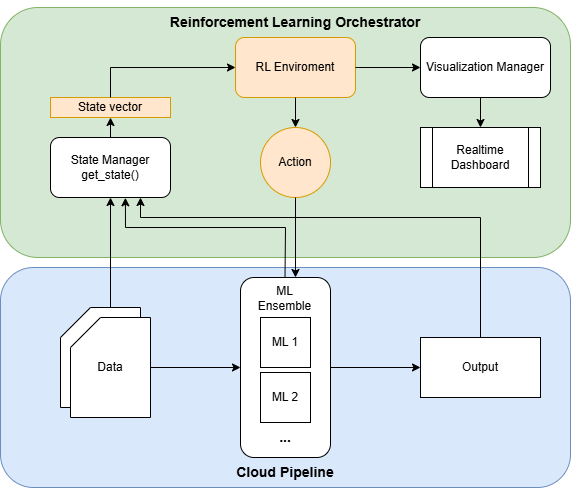 Reinforcement Learning Orchestrator
RL Enviroment
Visualization Manager
State vector
State Manager
get_state()
Action
Realtime
Dashboard
ML
Ensemble
ML 1
Data
Output
ML 2
...
Cloud Pipeline